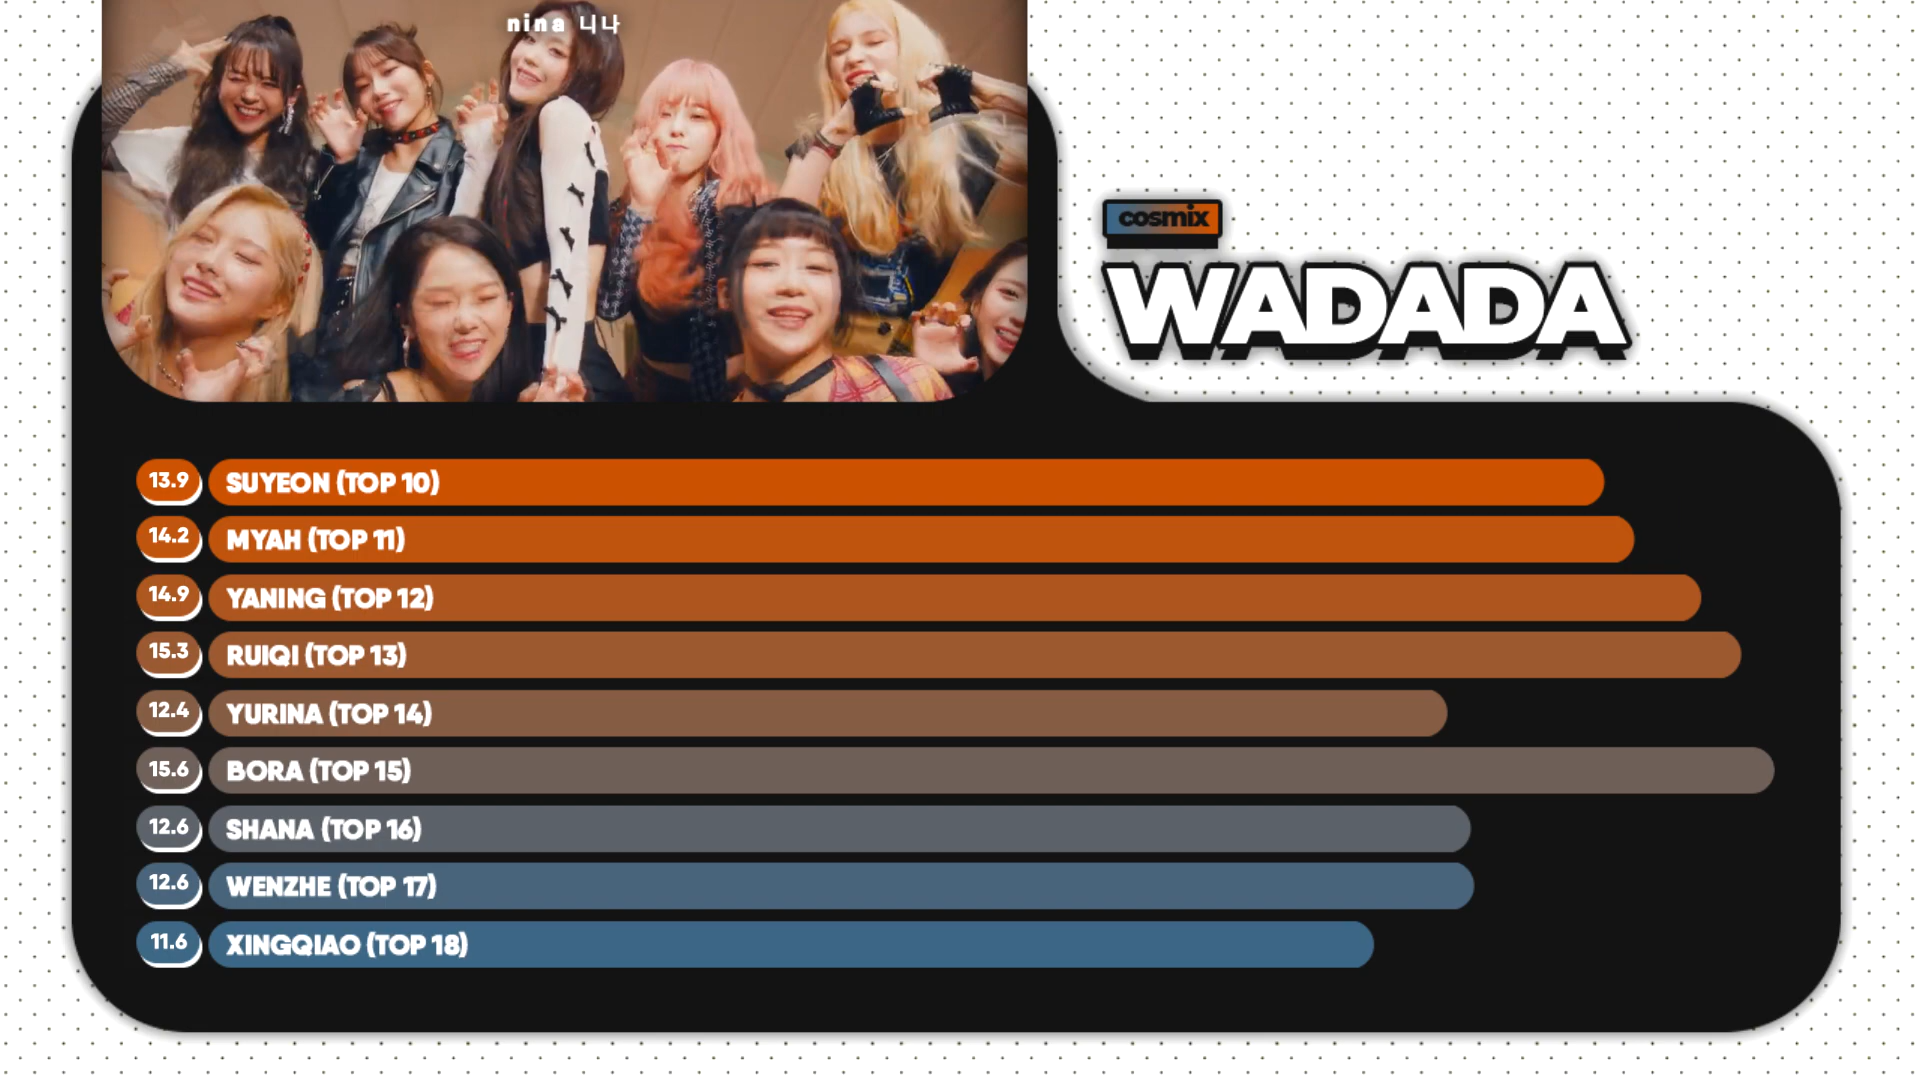 nina 니나
cosmix
WADADA
13.9 SUYEON (TOP 10)
14.2 MYAH (TOP 11)
14.9 YANING (TOP 12)
15.3 RUIQI (TOP 13)
12.4 YURINA (TOP 14)
15.6 BORA (TOP 15)
12.6 SHANA (TOP 16)
12.6 WENZHE (TOP 17)
11.6 XINGQIAO (TOP 18)